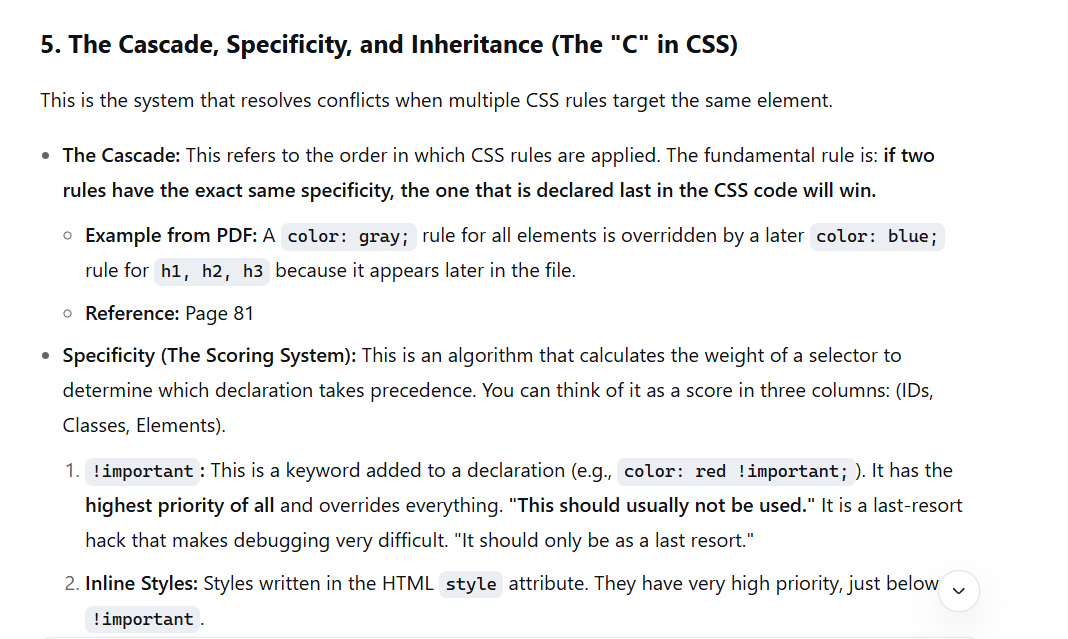 5. The Cascade, Specificity, and Inheritance (The "C" in CSS)
This is the system that resolves conflicts when multiple CSS rules target the same element.
• The Cascade: This refers to the order in which CSS rules are applied. The fundamental rule is: if two
rules have the exact same specificity, the one that is declared last in the CSS code will win.
○ Example from PDF: A color: gray; rule for all elements is overridden by a later color: blue;
rule for h1, h2, h3 because it appears later in the file.
○ Reference: Page 81
• Specificity (The Scoring System): This is an algorithm that calculates the weight of a selector to
determine which declaration takes precedence. You can think of it as a score in three columns: (IDs,
Classes, Elements).
1. !important: This is a keyword added to a declaration (e.g., color: red !important;). It has the
highest priority of all and overrides everything. "This should usually not be used." It is a last-resort
hack that makes debugging very difficult. "It should only be as a last resort."
2. Inline Styles: Styles written in the HTML style attribute. They have very high priority, just below
!important.